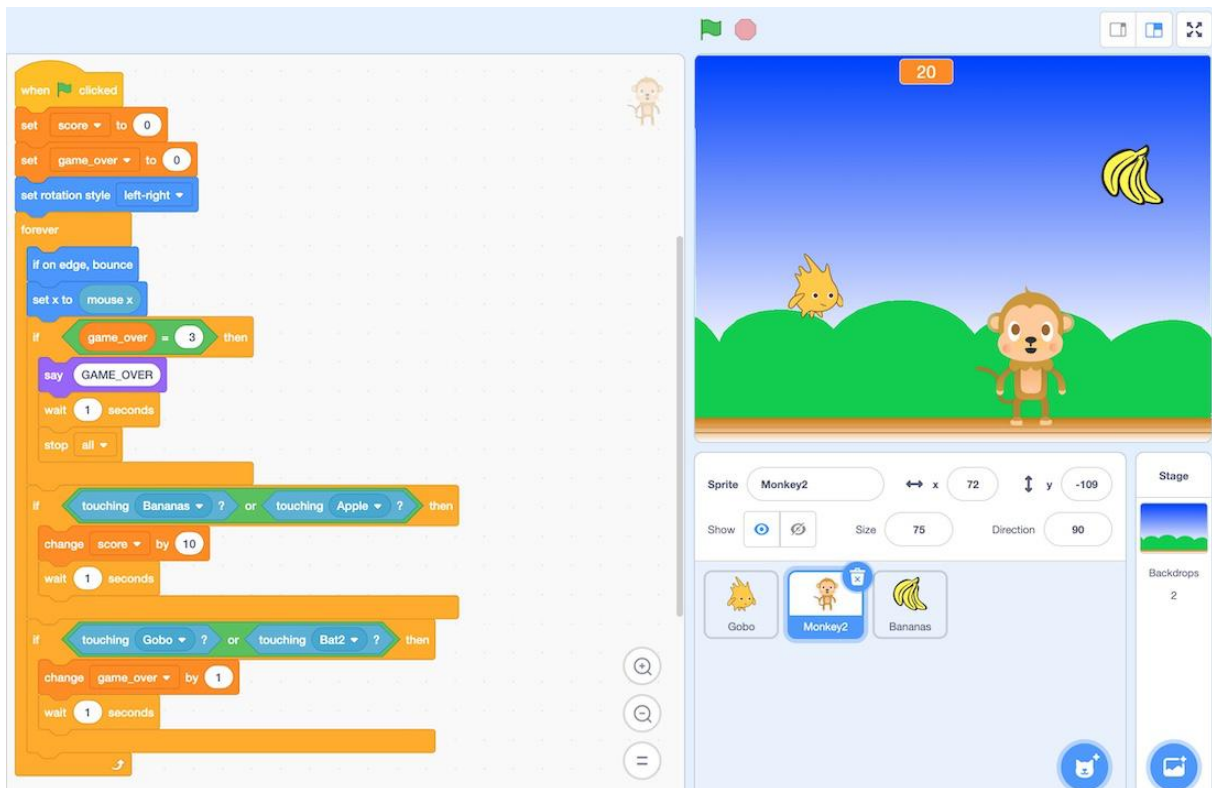 when clicked
set score to 0
set game_over to 0
set rotation style left-right
forever
if on edge, bounce
set x to mouse x
if game_over = 3 then
say GAME_OVER
wait 1 seconds
stop all
if touching Bananas ? or touching Apple ? then
change score by 10
wait 1 seconds
if touching Gobo ? or touching Bat2 ? then
change game_over by 1
wait 1 seconds
20
Sprite Monkey2 x 72 y -109
Show Size 75 Direction 90
Gobo Monkey2 Bananas
Stage
Backdrops
2